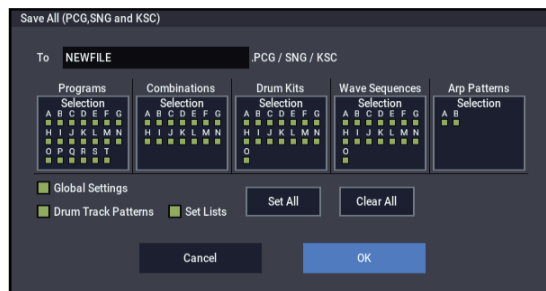 Save All (PCG,SNG and KSC)
To NEWFILE .PCG / SNG / KSC
Programs Combinations Drum Kits Wave Sequences Arp Patterns
Selection Selection Selection Selection Selection
A B C D E F G A B C D E F G A B C D E F G A B C D E F G A B
H I J K L M N H I J K L M N H I J K L M N H I J K L M N
O P Q R S T O O
Global Settings
Drum Track Patterns Set Lists Set All Clear All
Cancel OK